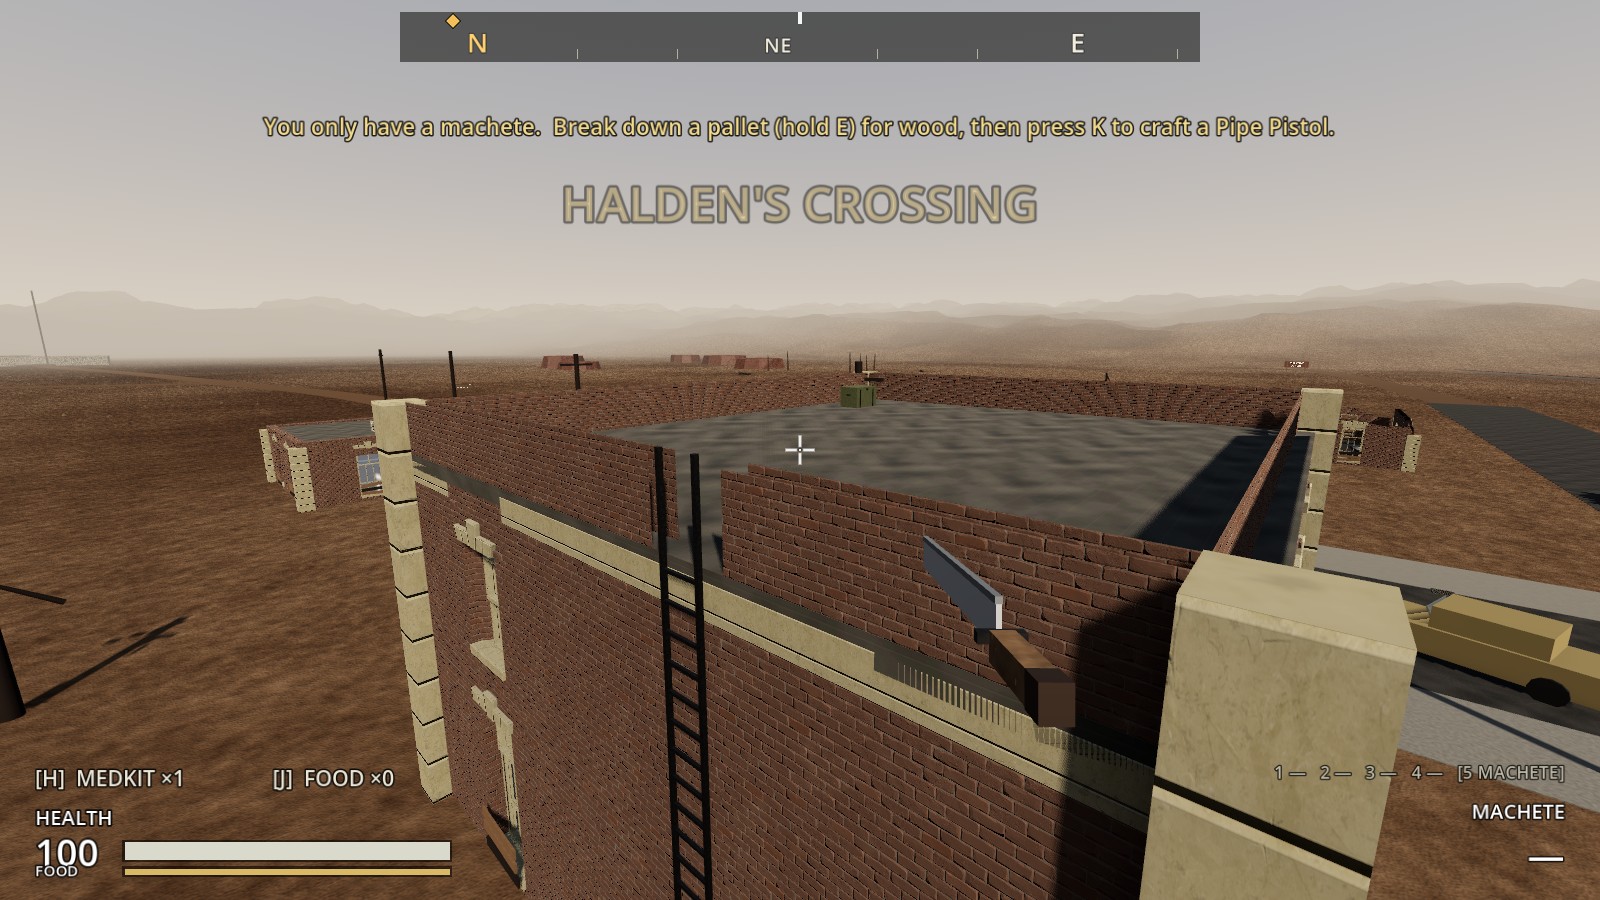 N NE E
You only have a machete. Break down a pallet (hold E) for wood, then press K to craft a Pipe Pistol.
HALDEN'S CROSSING
[H] MEDKIT ×1 [J] FOOD ×0
1— 2— 3— 4— [5 MACHETE]
HEALTH
MACHETE
100
FOOD
—